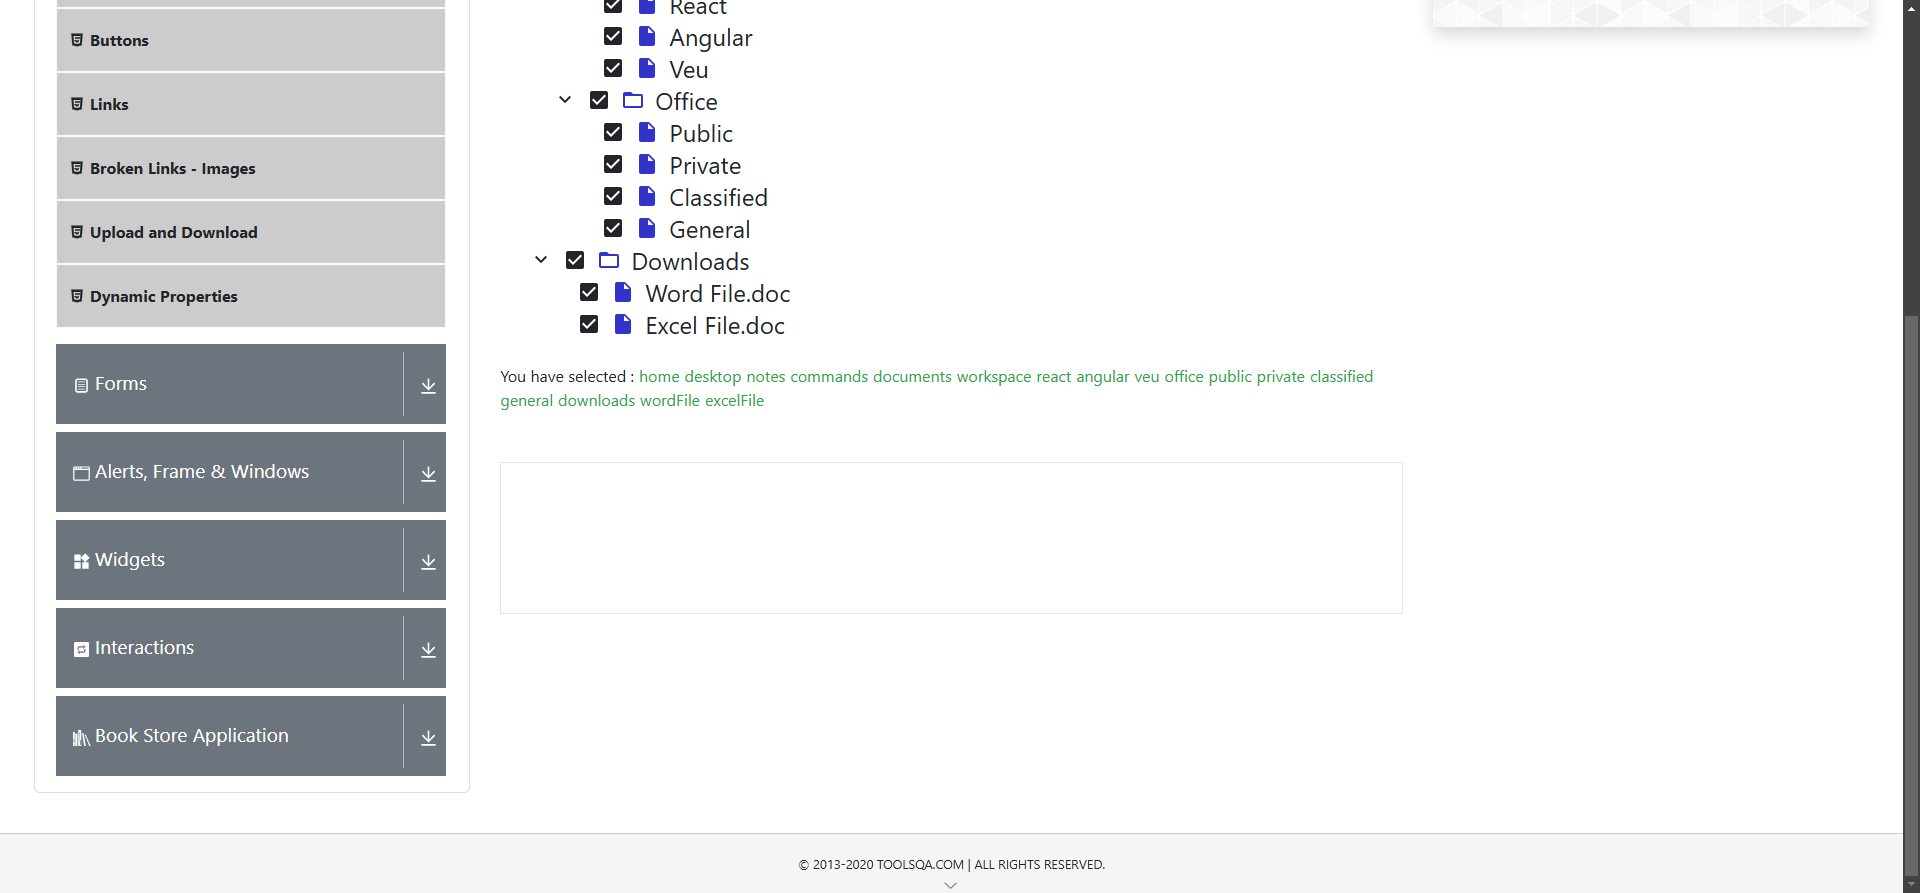 Buttons
Links
Broken Links - Images
Upload and Download
Dynamic Properties
Forms
Alerts, Frame & Windows
Widgets
Interactions
Book Store Application
React
Angular
Veu
Office
Public
Private
Classified
General
Downloads
Word File.doc
Excel File.doc
You have selected : home desktop notes commands documents workspace react angular veu office public private classified
general downloads wordFile excelFile
© 2013-2020 TOOLSQA.COM | ALL RIGHTS RESERVED.